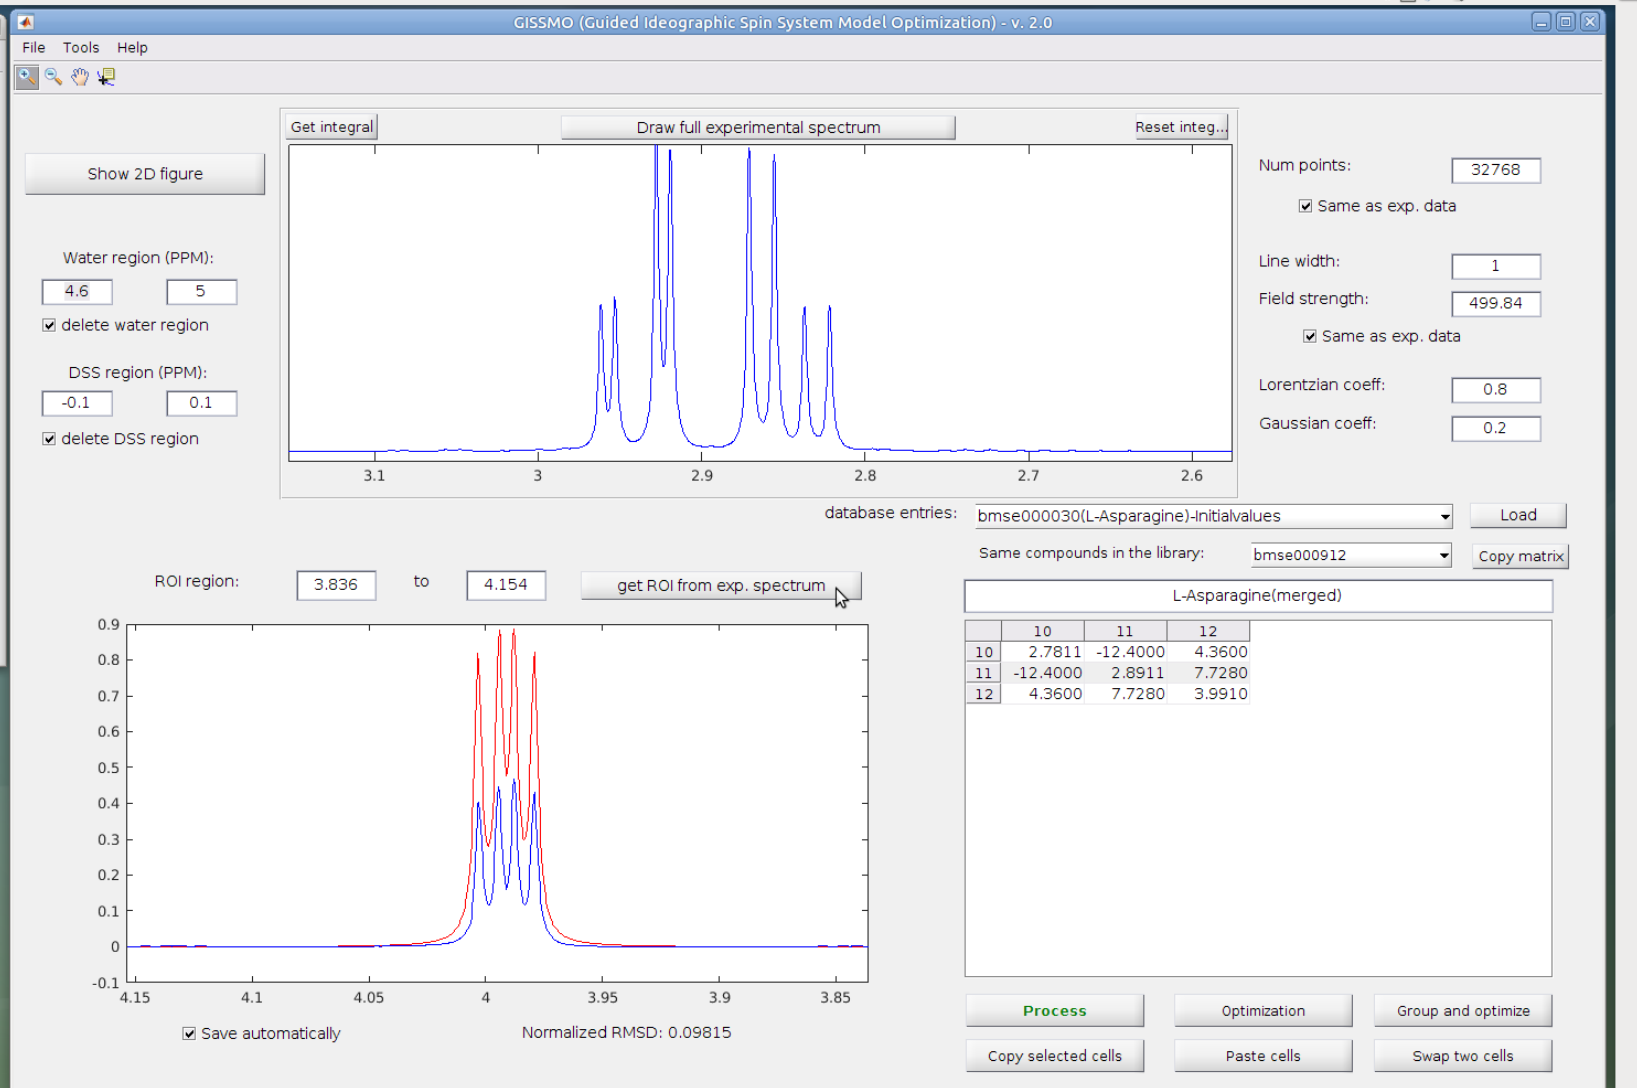 GISSMO (Guided Ideographic Spin System Model Optimization) - v. 2.0
File Tools Help
Get integral Draw full experimental spectrum Reset integ...
Show 2D figure
Water region (PPM):
4.6 5
delete water region
DSS region (PPM):
-0.1 0.1
delete DSS region
3.1 3 2.9 2.8 2.7 2.6
Num points: 32768
Same as exp. data
Line width: 1
Field strength: 499.84
Same as exp. data
Lorentzian coeff: 0.8
Gaussian coeff: 0.2
database entries: bmse000030(L-Asparagine)-Initialvalues Load
Same compounds in the library: bmse000912 Copy matrix
ROI region: 3.836 to 4.154 get ROI from exp. spectrum
L-Asparagine(merged)
10 11 12
10 2.7811 -12.4000 4.3600
11 -12.4000 2.8911 7.7280
12 4.3600 7.7280 3.9910
0.9
0.8
0.7
0.6
0.5
0.4
0.3
0.2
0.1
0
-0.1
4.15 4.1 4.05 4 3.95 3.9 3.85
Save automatically Normalized RMSD: 0.09815
Process Optimization Group and optimize
Copy selected cells Paste cells Swap two cells